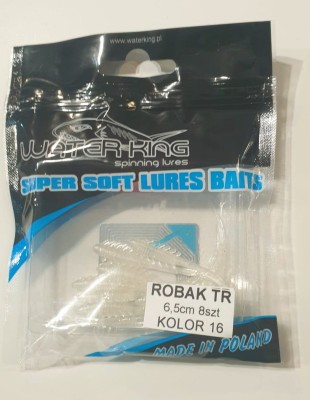 www.waterking.pl
WATER KING
spinning lures
SUPER SOFT LURES BAITS
ROBAK TR
6,5cm 8szt
KOLOR 16
MADE IN POLAND